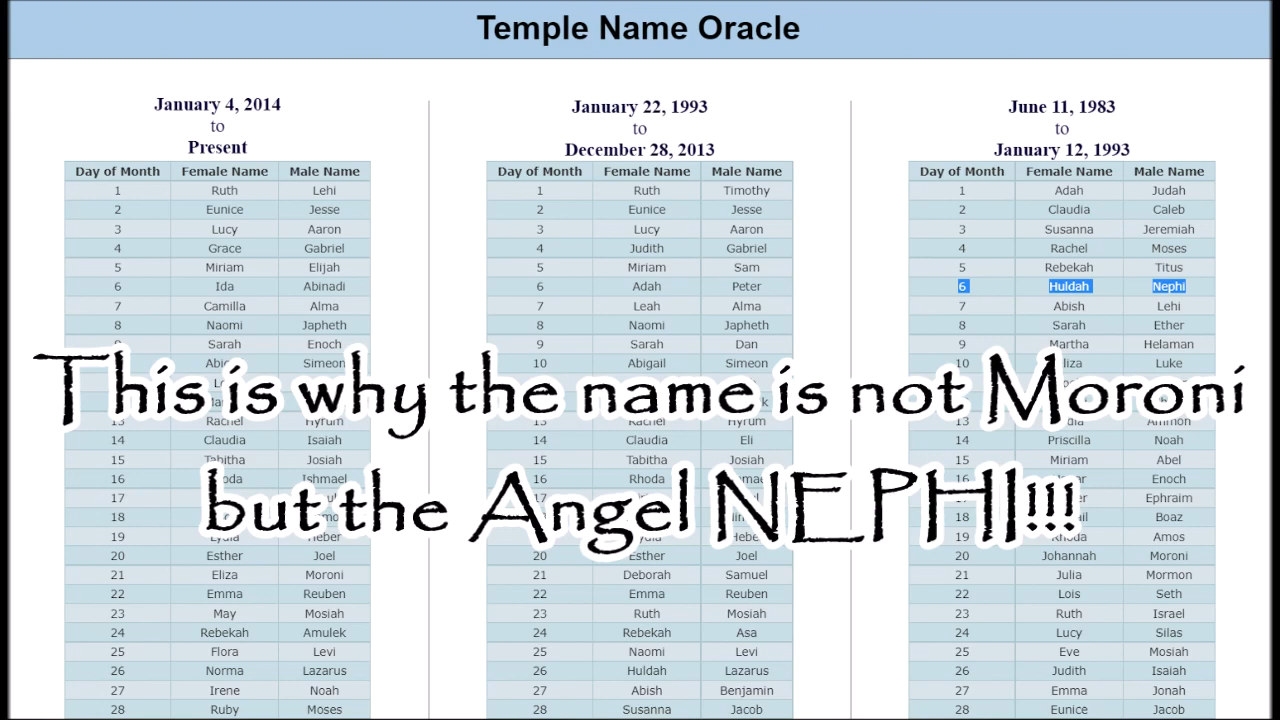 Temple Name Oracle
January 4, 2014
to
Present
Day of Month Female Name Male Name
1 Ruth Lehi
2 Eunice Jesse
3 Lucy Aaron
4 Grace Gabriel
5 Miriam Elijah
6 Ida Abinadi
7 Camilla Alma
8 Naomi Japheth
Sarah Enoch
Simeon
13 Rachel Hyrum
14 Claudia Isaiah
15 Tabitha Josiah
16 Ishmael
17
18
19 Lydia Heber
20 Esther Joel
21 Eliza Moroni
22 Emma Reuben
23 May Mosiah
24 Rebekah Amulek
25 Flora Levi
26 Norma Lazarus
27 Irene Noah
28 Ruby Moses
January 22, 1993
to
December 28, 2013
Day of Month Female Name Male Name
1 Ruth Timothy
2 Eunice Jesse
3 Lucy Aaron
4 Judith Gabriel
5 Miriam Sam
6 Adah Peter
7 Leah Alma
8 Naomi Japheth
9 Sarah Dan
10 Abigail Simeon
13 Rachel Hyrum
14 Claudia Eli
15 Tabitha Josiah
16 Rhoda
20 Esther Joel
21 Deborah Samuel
22 Emma Reuben
23 Ruth Mosiah
24 Rebekah Asa
25 Naomi Levi
26 Huldah Lazarus
27 Abish Benjamin
28 Susanna Jacob
June 11, 1983
to
January 12, 1993
Day of Month Female Name Male Name
1 Adah Judah
2 Claudia Caleb
3 Susanna Jeremiah
4 Rachel Moses
5 Rebekah Titus
6 Huldah Nephi
7 Abish Lehi
8 Sarah Ether
9 Martha Helaman
10 Eliza Luke
13 Ammon
14 Priscilla Noah
15 Miriam Abel
16 Enoch
Ephraim
18 Boaz
19 Rhoda Amos
20 Johannah Moroni
21 Julia Mormon
22 Lois Seth
23 Ruth Israel
24 Lucy Silas
25 Eve Mosiah
26 Judith Isaiah
27 Emma Jonah
28 Eunice Jacob
This is why the name is not Moroni
but the Angel NEPHI!!!